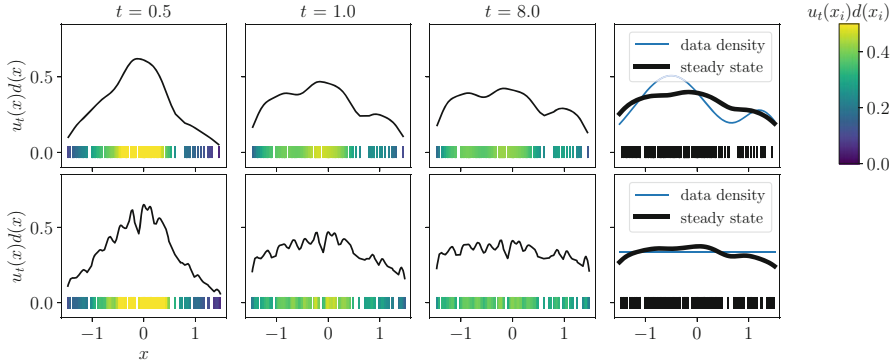 t = 0.5
t = 1.0
t = 8.0
u_t(x_i)d(x_i)
u_t(x)d(x)
0.5
0.0
data density
steady state
0.4
0.2
0.0
u_t(x)d(x)
0.5
0.0
data density
steady state
−1 0 1 −1 0 1 −1 0 1 −1 0 1
x